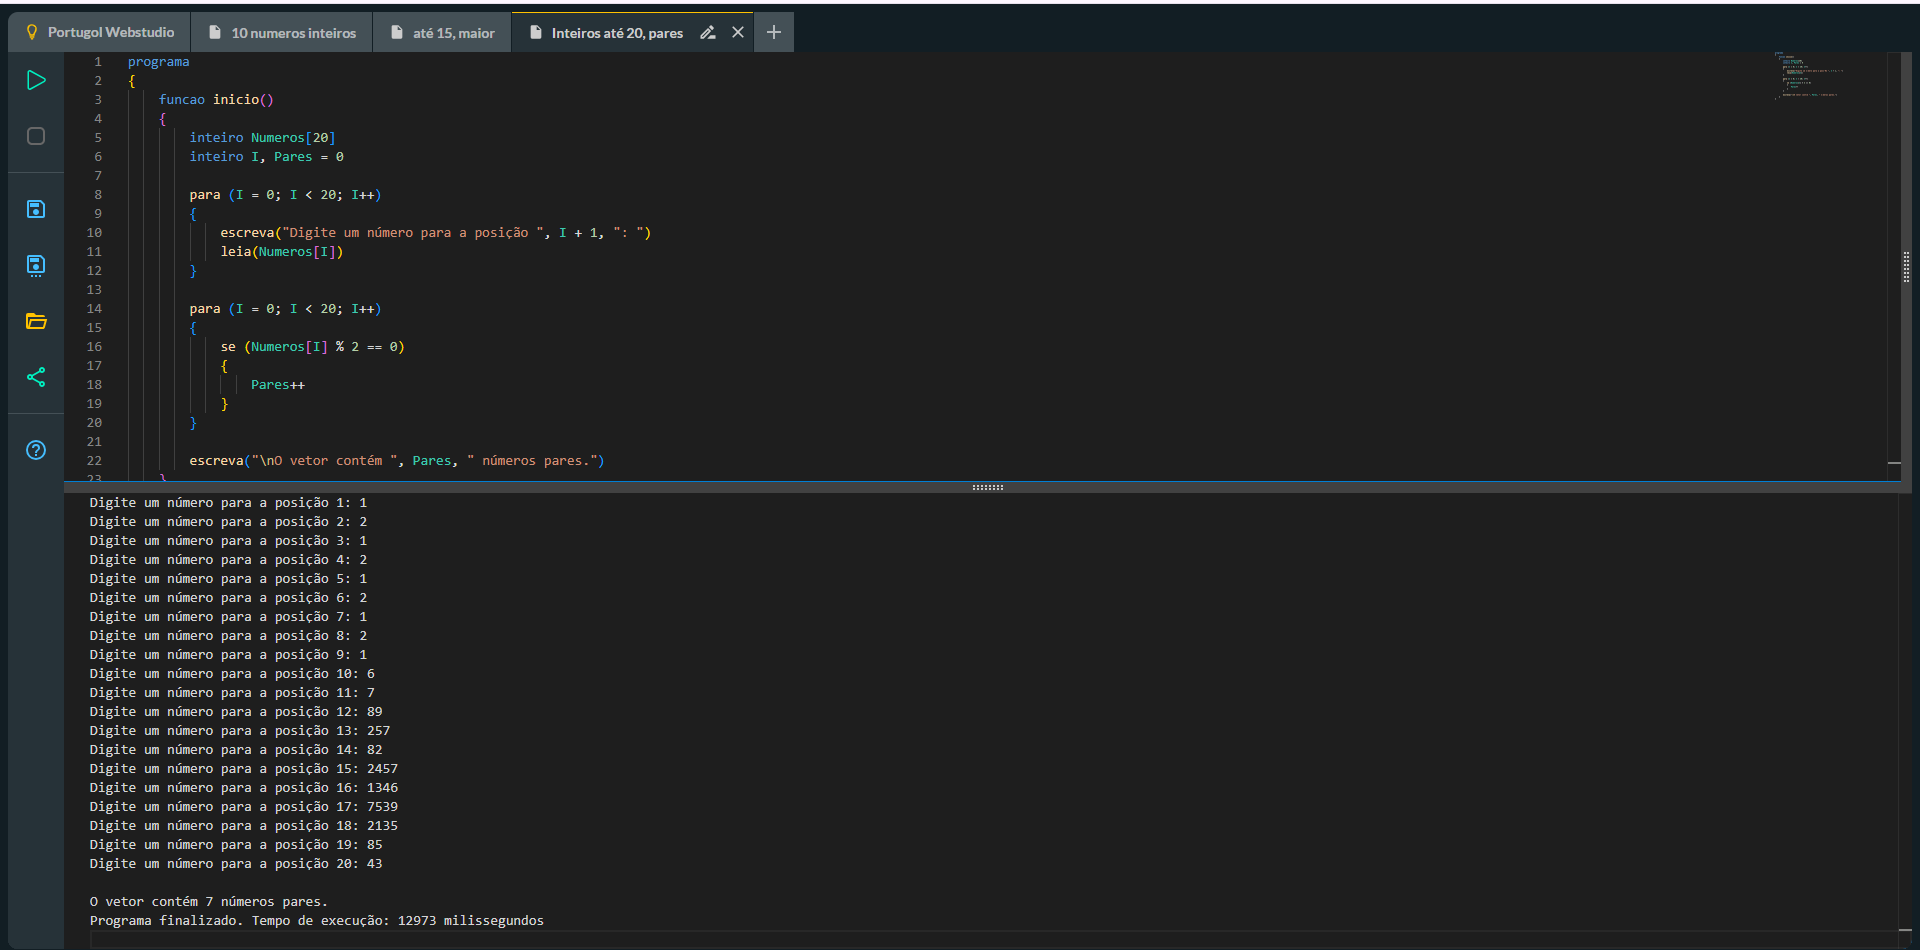 Portugol Webstudio
10 numeros inteiros
até 15, maior
Inteiros até 20, pares
1 programa
2 {
3 funcao inicio()
4 {
5 inteiro Numeros[20]
6 inteiro I, Pares = 0
7
8 para (I = 0; I < 20; I++)
9 {
10 escreva("Digite um número para a posição ", I + 1, ": ")
11 leia(Numeros[I])
12 }
13
14 para (I = 0; I < 20; I++)
15 {
16 se (Numeros[I] % 2 == 0)
17 {
18 Pares++
19 }
20 }
21
22 escreva("\nO vetor contém ", Pares, " números pares.")
23 }
Digite um número para a posição 1: 1
Digite um número para a posição 2: 2
Digite um número para a posição 3: 1
Digite um número para a posição 4: 2
Digite um número para a posição 5: 1
Digite um número para a posição 6: 2
Digite um número para a posição 7: 1
Digite um número para a posição 8: 2
Digite um número para a posição 9: 1
Digite um número para a posição 10: 6
Digite um número para a posição 11: 7
Digite um número para a posição 12: 89
Digite um número para a posição 13: 257
Digite um número para a posição 14: 82
Digite um número para a posição 15: 2457
Digite um número para a posição 16: 1346
Digite um número para a posição 17: 7539
Digite um número para a posição 18: 2135
Digite um número para a posição 19: 85
Digite um número para a posição 20: 43
O vetor contém 7 números pares.
Programa finalizado. Tempo de execução: 12973 milissegundos